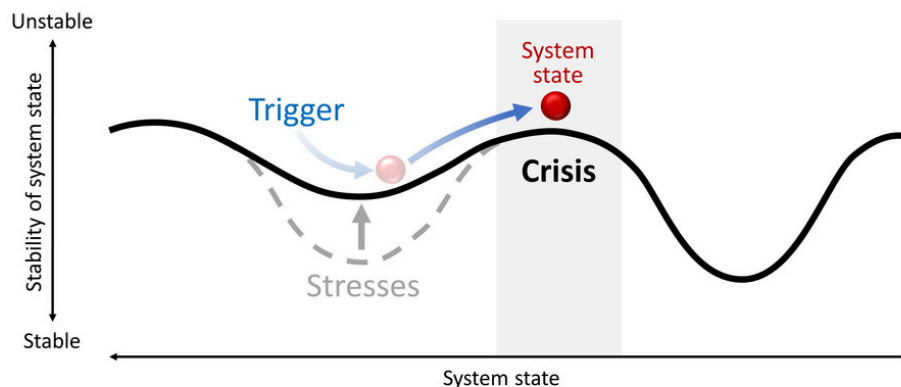 Unstable
System
state
Trigger
Crisis
Stability of system state
Stresses
Stable
System state